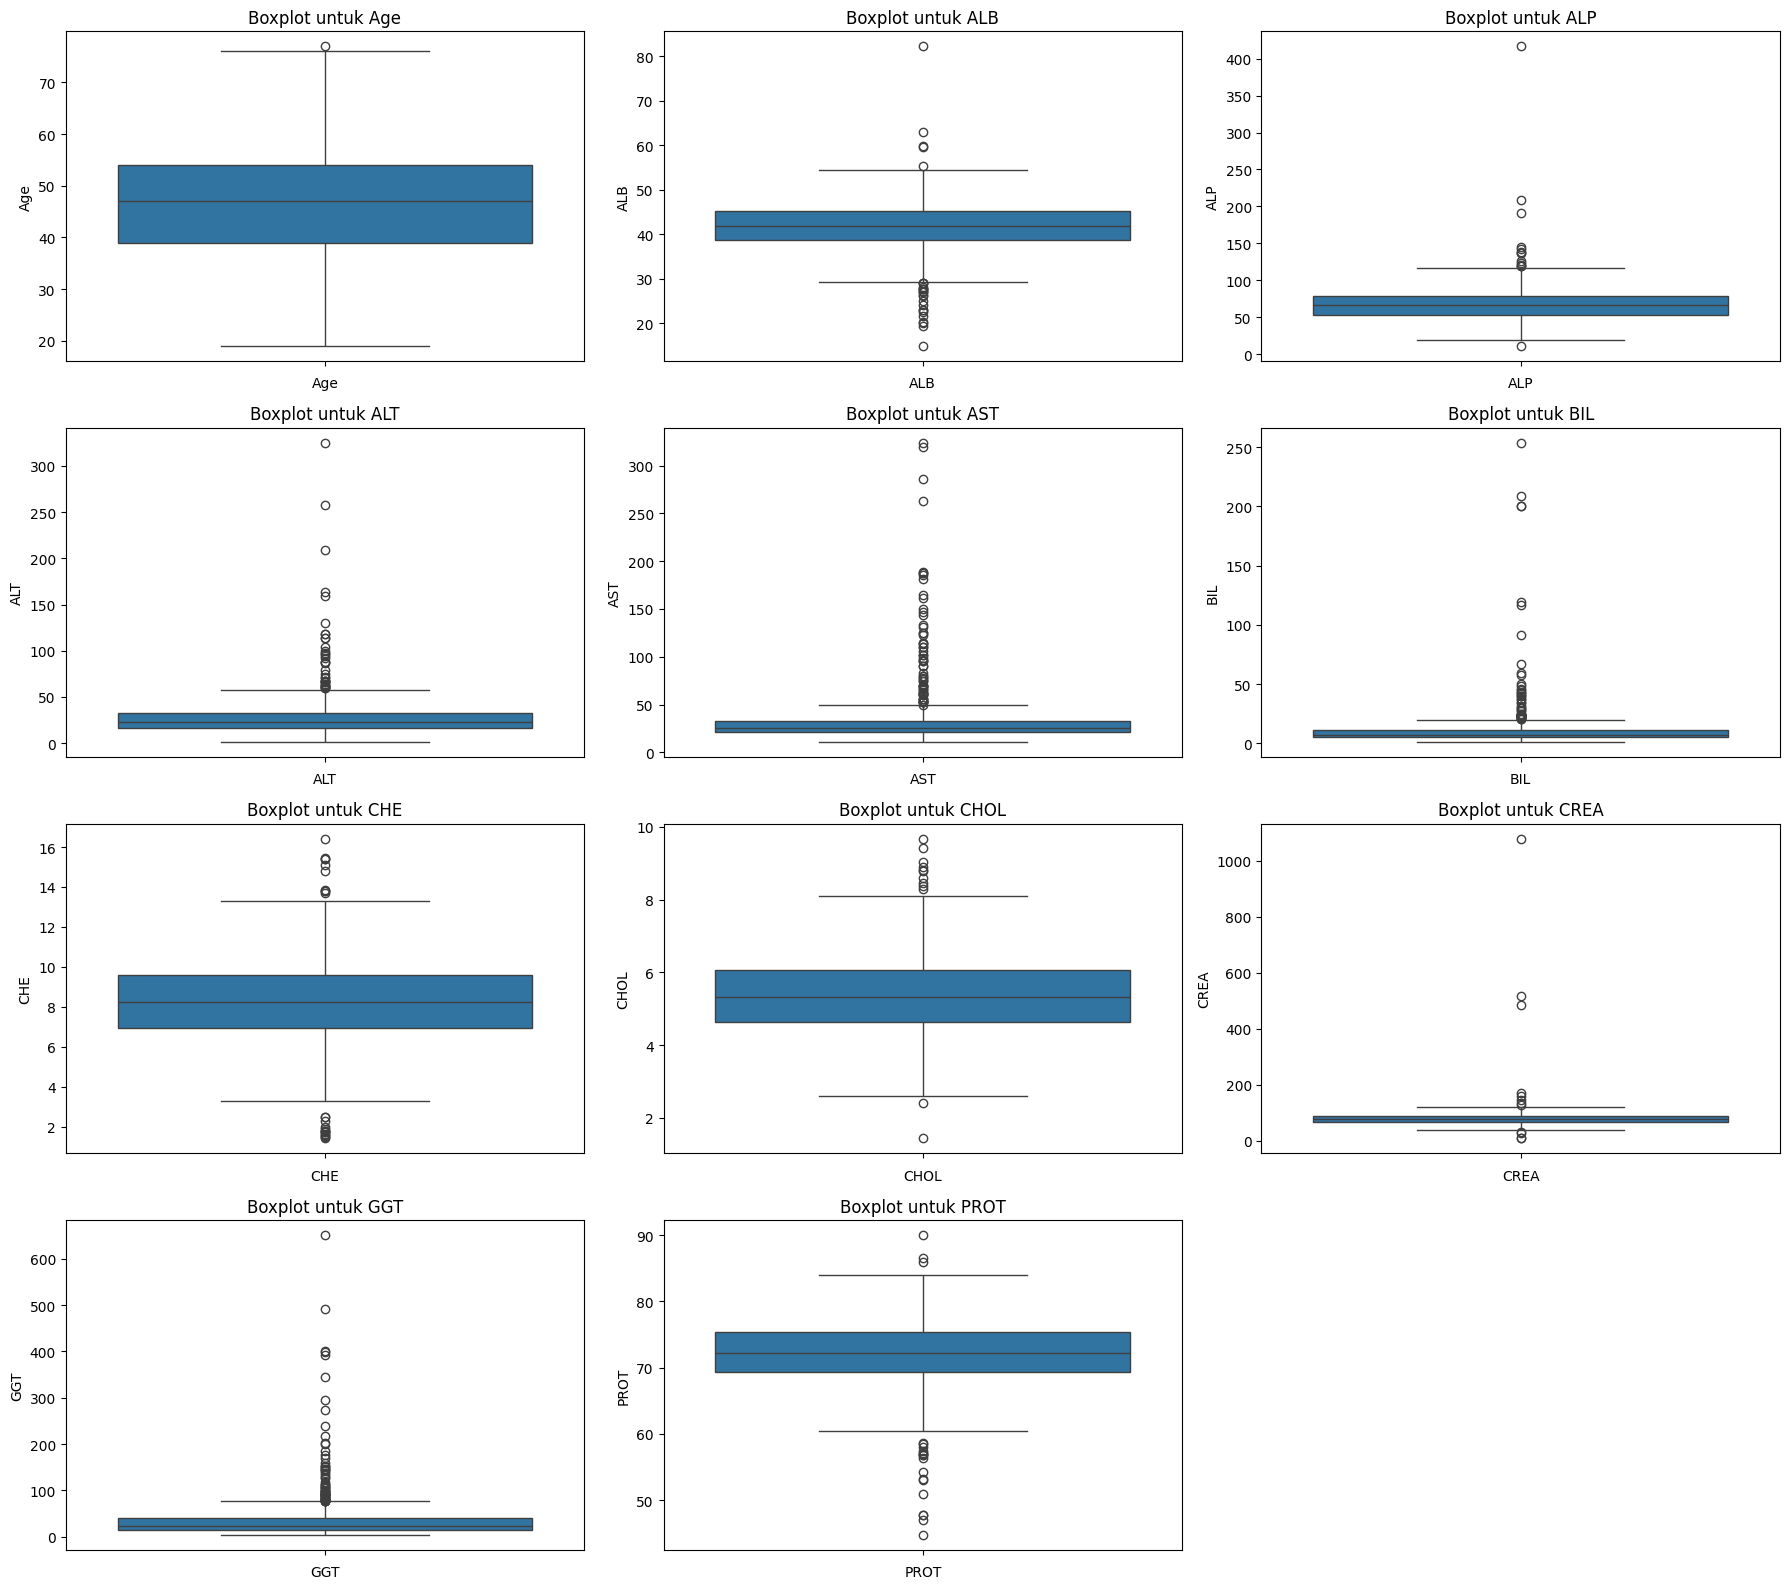 Boxplot untuk Age
70
60
50
40
30
20
Age
Age
Boxplot untuk ALB
80
70
60
50
40
30
20
ALB
ALB
Boxplot untuk ALP
400
350
300
250
200
150
100
50
0
ALP
ALP
Boxplot untuk ALT
300
250
200
150
100
50
0
ALT
ALT
Boxplot untuk AST
300
250
200
150
100
50
0
AST
AST
Boxplot untuk BIL
250
200
150
100
50
0
BIL
BIL
Boxplot untuk CHE
16
14
12
10
8
6
4
2
CHE
CHE
Boxplot untuk CHOL
10
8
6
4
2
CHOL
CHOL
Boxplot untuk CREA
1000
800
600
400
200
0
CREA
CREA
Boxplot untuk GGT
600
500
400
300
200
100
0
GGT
GGT
Boxplot untuk PROT
90
80
70
60
50
PROT
PROT